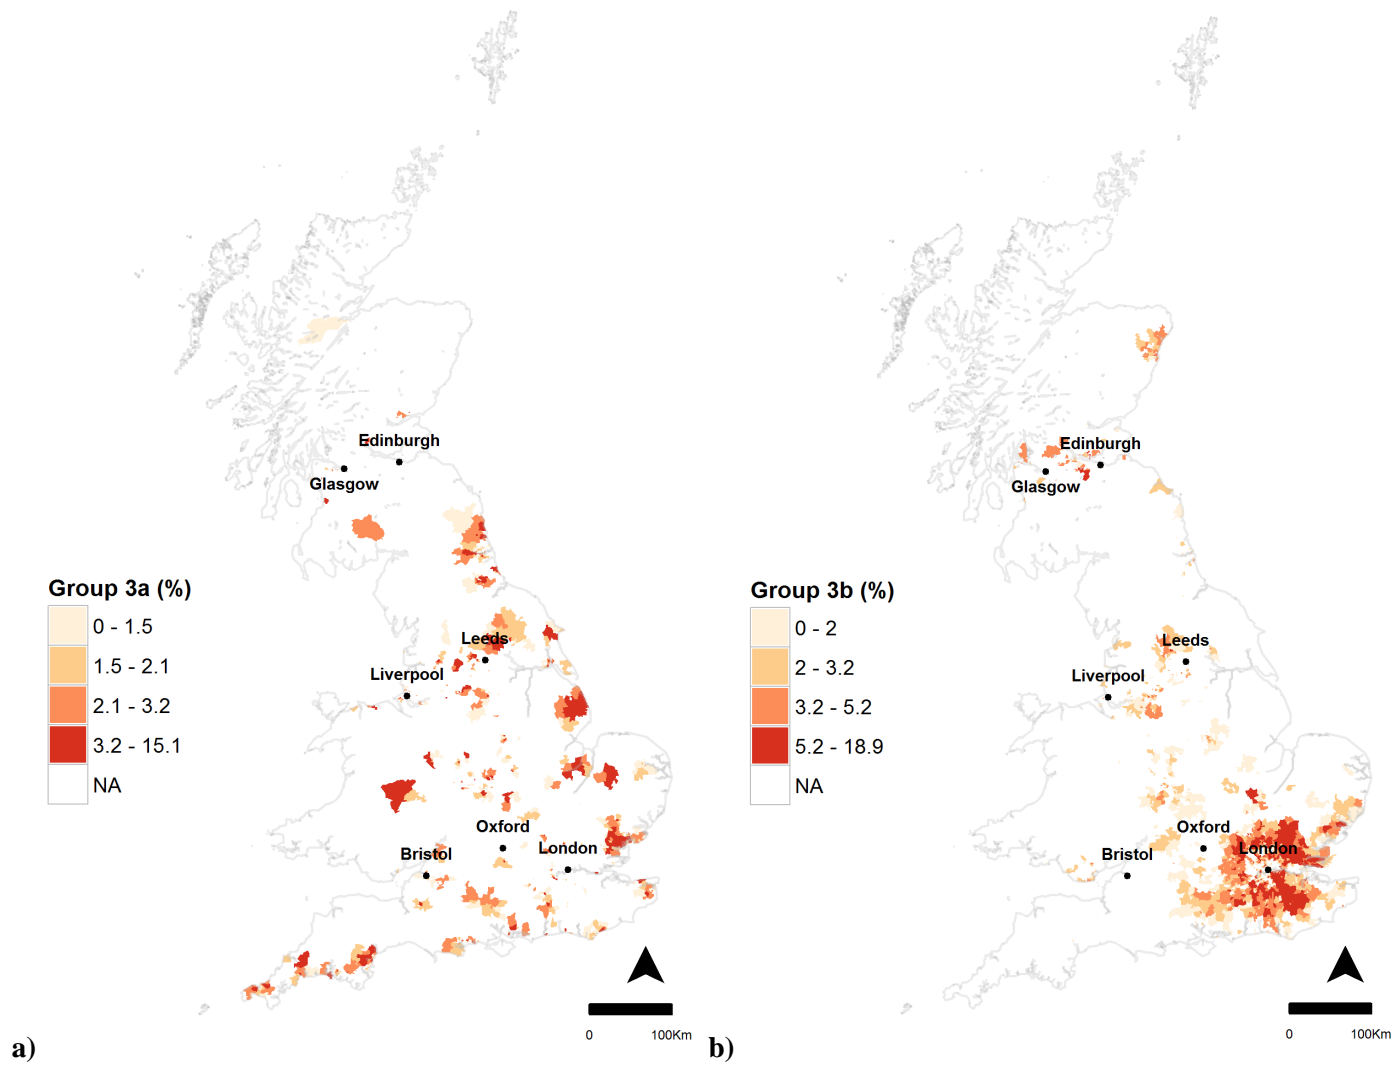 Edinburgh
Glasgow
Group 3a (%)
0 - 1.5
1.5 - 2.1
2.1 - 3.2
3.2 - 15.1
NA
Leeds
Liverpool
Oxford
Bristol
London
0
100Km
a)
Edinburgh
Glasgow
Group 3b (%)
0 - 2
2 - 3.2
3.2 - 5.2
5.2 - 18.9
NA
Leeds
Liverpool
Oxford
Bristol
London
0
100Km
b)